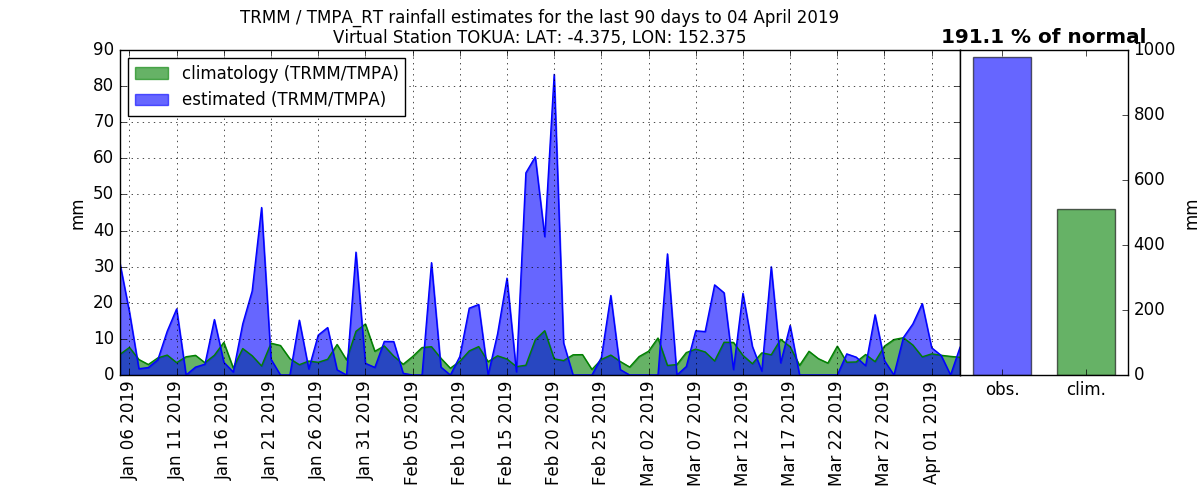 TRMM / TMPA_RT rainfall estimates for the last 90 days to 04 April 2019
Virtual Station TOKUA: LAT: -4.375, LON: 152.375
191.1 % of normal
climatology (TRMM/TMPA)
estimated (TRMM/TMPA)
90
80
70
60
50
40
30
20
10
0
mm
1000
800
600
400
200
0
mm
obs.
clim.
Jan 06 2019
Jan 11 2019
Jan 16 2019
Jan 21 2019
Jan 26 2019
Jan 31 2019
Feb 05 2019
Feb 10 2019
Feb 15 2019
Feb 20 2019
Feb 25 2019
Mar 02 2019
Mar 07 2019
Mar 12 2019
Mar 17 2019
Mar 22 2019
Mar 27 2019
Apr 01 2019